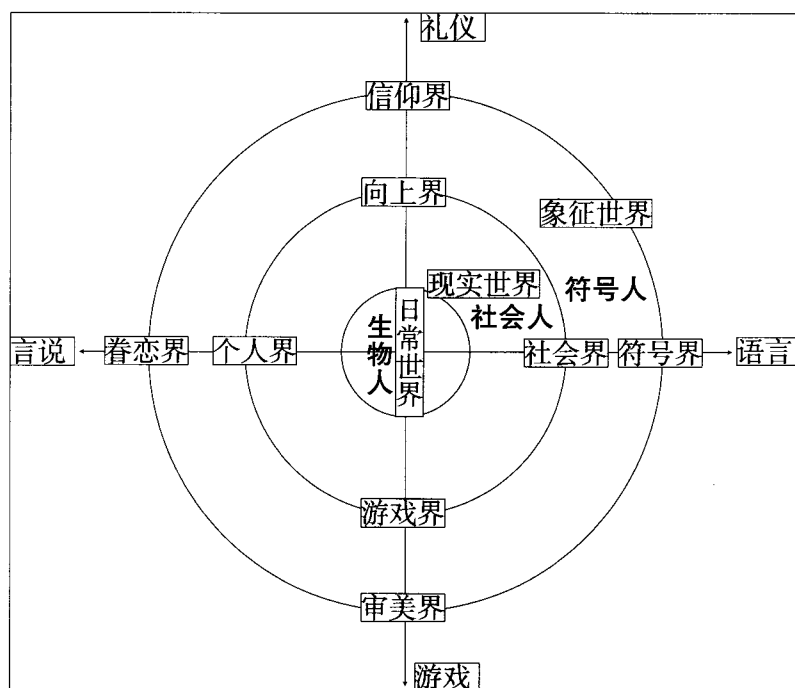 礼仪
信仰界
向上界
象征世界
现实世界
符号人
社会人
生物人
日常世界
言说
眷恋界
个人界
社会界
符号界
语言
游戏界
审美界
游戏